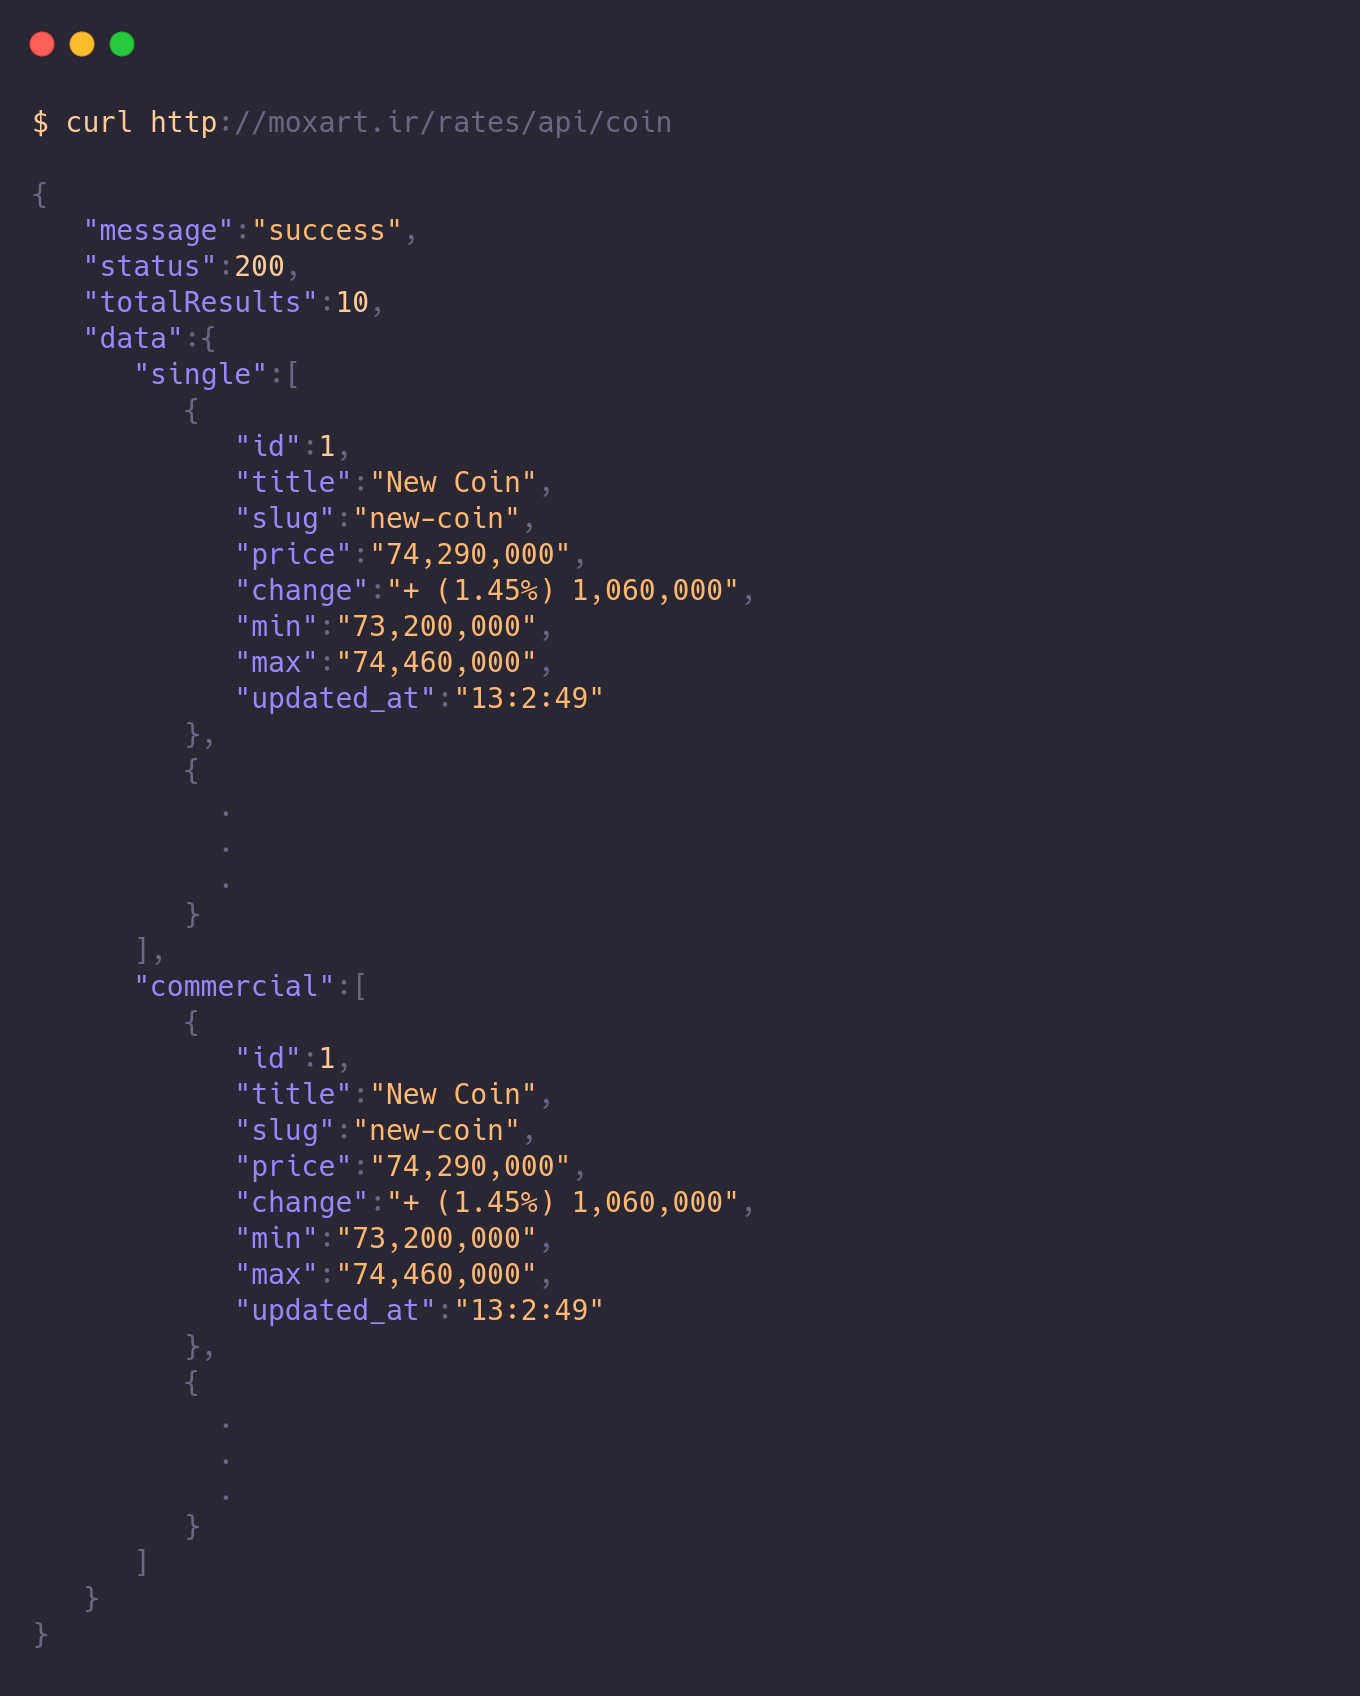 $ curl http://moxart.ir/rates/api/coin
{
   "message":"success",
   "status":200,
   "totalResults":10,
   "data":{
      "single":[
         {
            "id":1,
            "title":"New Coin",
            "slug":"new-coin",
            "price":"74,290,000",
            "change":"+ (1.45%) 1,060,000",
            "min":"73,200,000",
            "max":"74,460,000",
            "updated_at":"13:2:49"
         },
         {
           .
           .
           .
         }
      ],
      "commercial":[
         {
            "id":1,
            "title":"New Coin",
            "slug":"new-coin",
            "price":"74,290,000",
            "change":"+ (1.45%) 1,060,000",
            "min":"73,200,000",
            "max":"74,460,000",
            "updated_at":"13:2:49"
         },
         {
           .
           .
           .
         }
      ]
   }
}